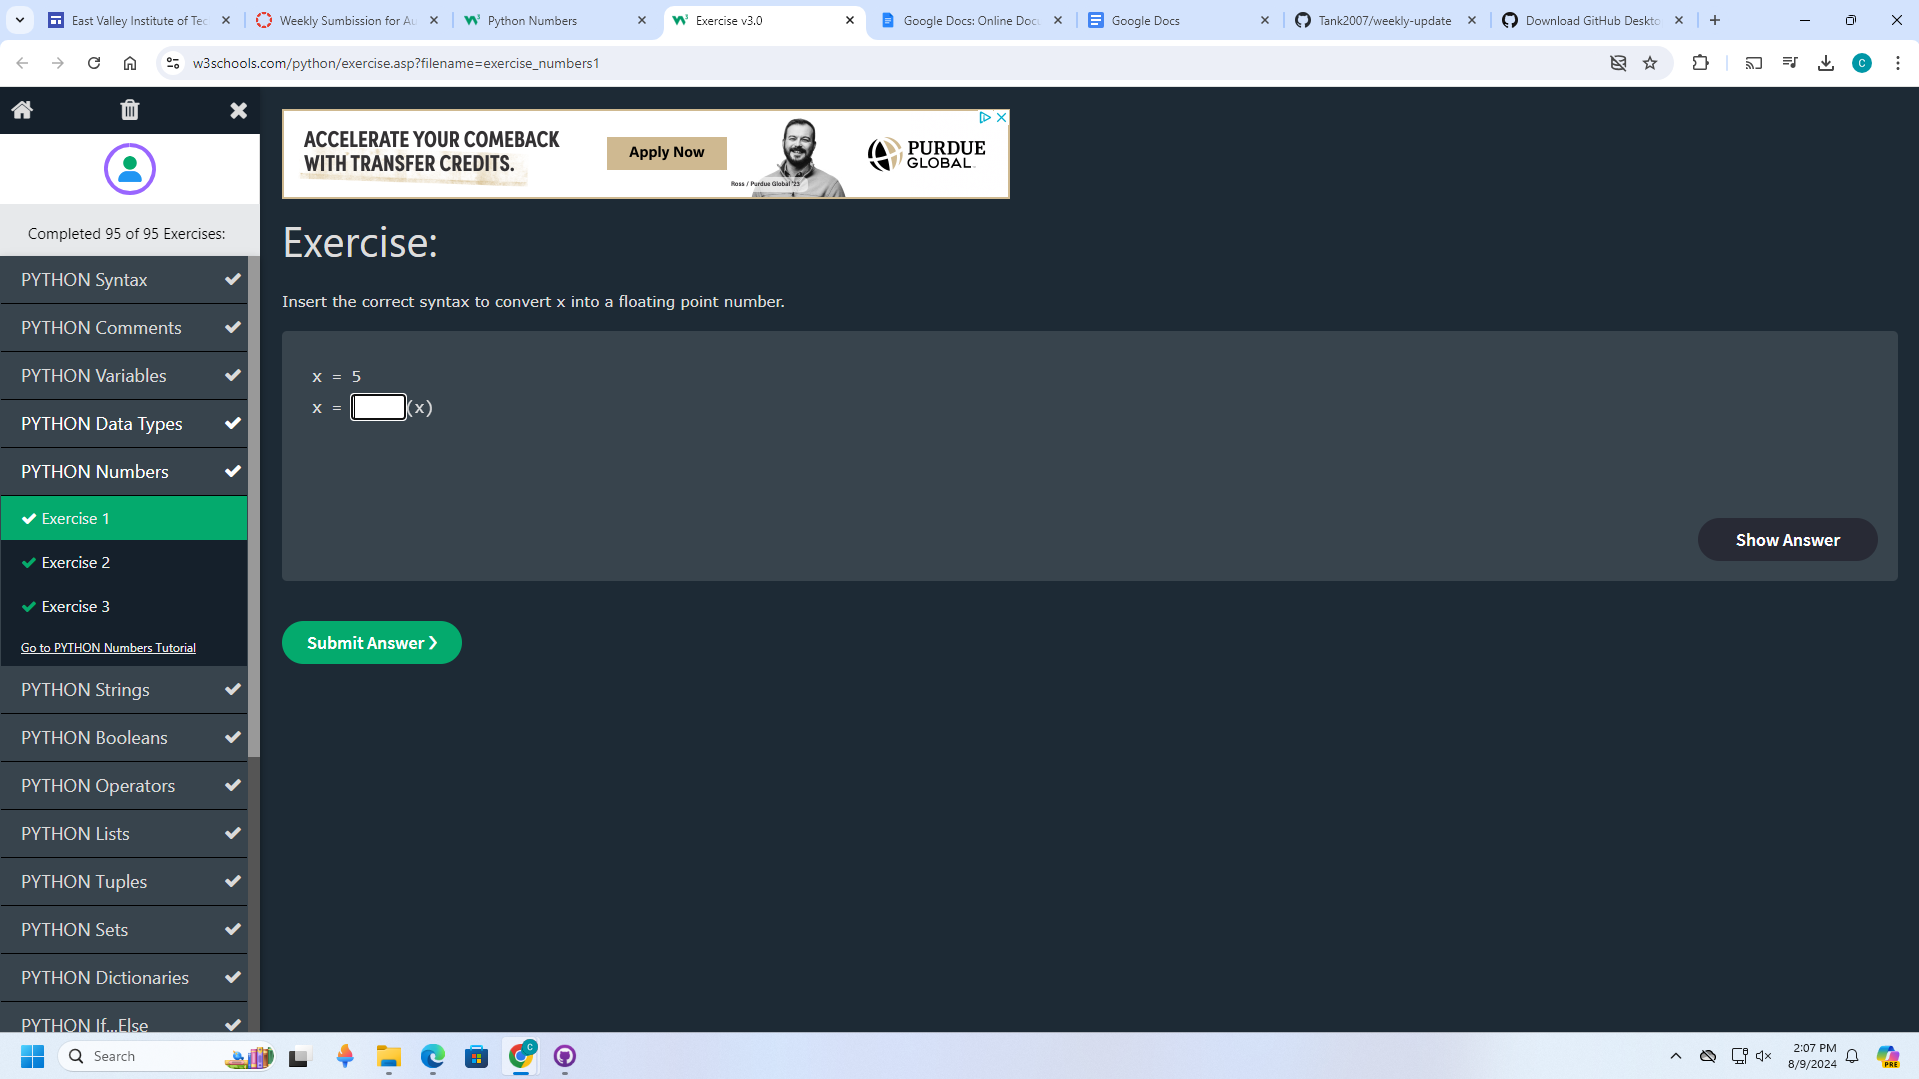 East Valley Institute of Tec
Weekly Sumbission for Au
Python Numbers
Exercise v3.0
Google Docs: Online Docu
Google Docs
Tank2007/weekly-update
Download GitHub Deskto
w3schools.com/python/exercise.asp?filename=exercise_numbers1
C
ACCELERATE YOUR COMEBACK
WITH TRANSFER CREDITS.
Apply Now
Ross / Purdue Global '23
PURDUE
GLOBAL
Completed 95 of 95 Exercises:
PYTHON Syntax
PYTHON Comments
PYTHON Variables
PYTHON Data Types
PYTHON Numbers
Exercise 1
Exercise 2
Exercise 3
Go to PYTHON Numbers Tutorial
PYTHON Strings
PYTHON Booleans
PYTHON Operators
PYTHON Lists
PYTHON Tuples
PYTHON Sets
PYTHON Dictionaries
PYTHON If...Else
Exercise:
Insert the correct syntax to convert x into a floating point number.
x = 5
x = (x)
Show Answer
Submit Answer ❯
Search
C
2:07 PM
8/9/2024
PRE